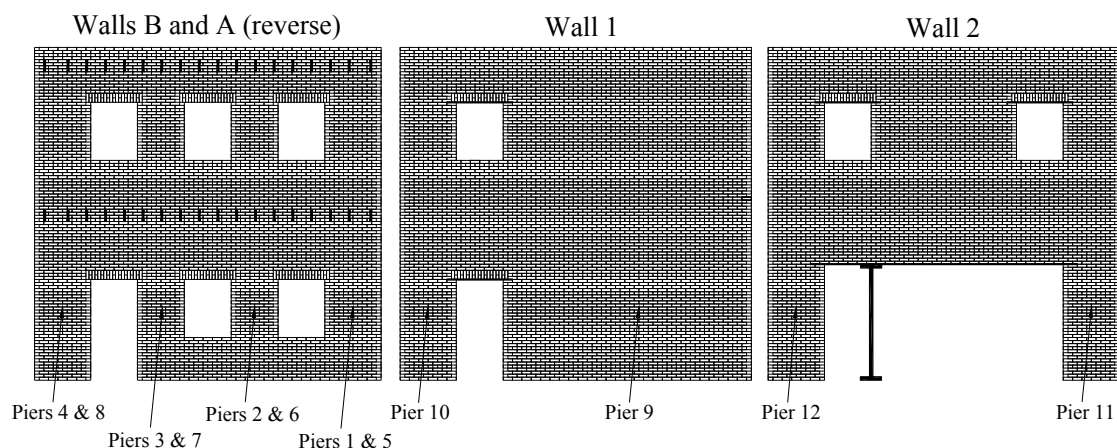 Walls B and A (reverse)
Wall 1
Wall 2
Piers 4 & 8
Piers 3 & 7
Piers 2 & 6
Piers 1 & 5
Pier 10
Pier 9
Pier 12
Pier 11